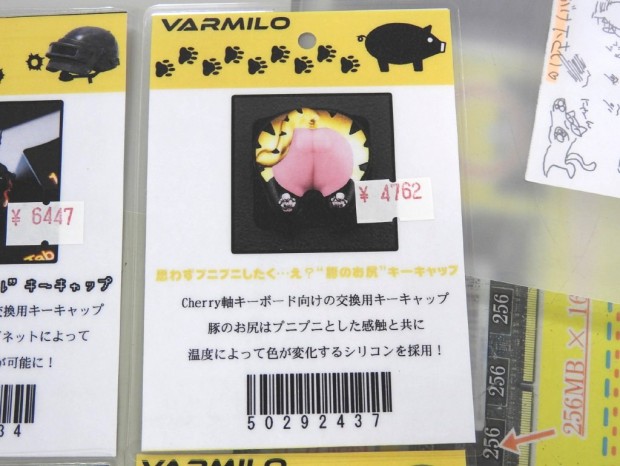 VARMILO
¥ 4762
思わずプニプニしたく…え？"豚のお尻"キーキャップ
Cherry軸キーボード向けの交換用キーキャップ
豚のお尻はプニプニとした感触と共に
温度によって色が変化するシリコンを採用！
50292437
¥ 6447
ル" キーキャップ
交換用キーキャップ
グネットによって
が可能に！
34
VARMILO
256
256
256
256MB × 16